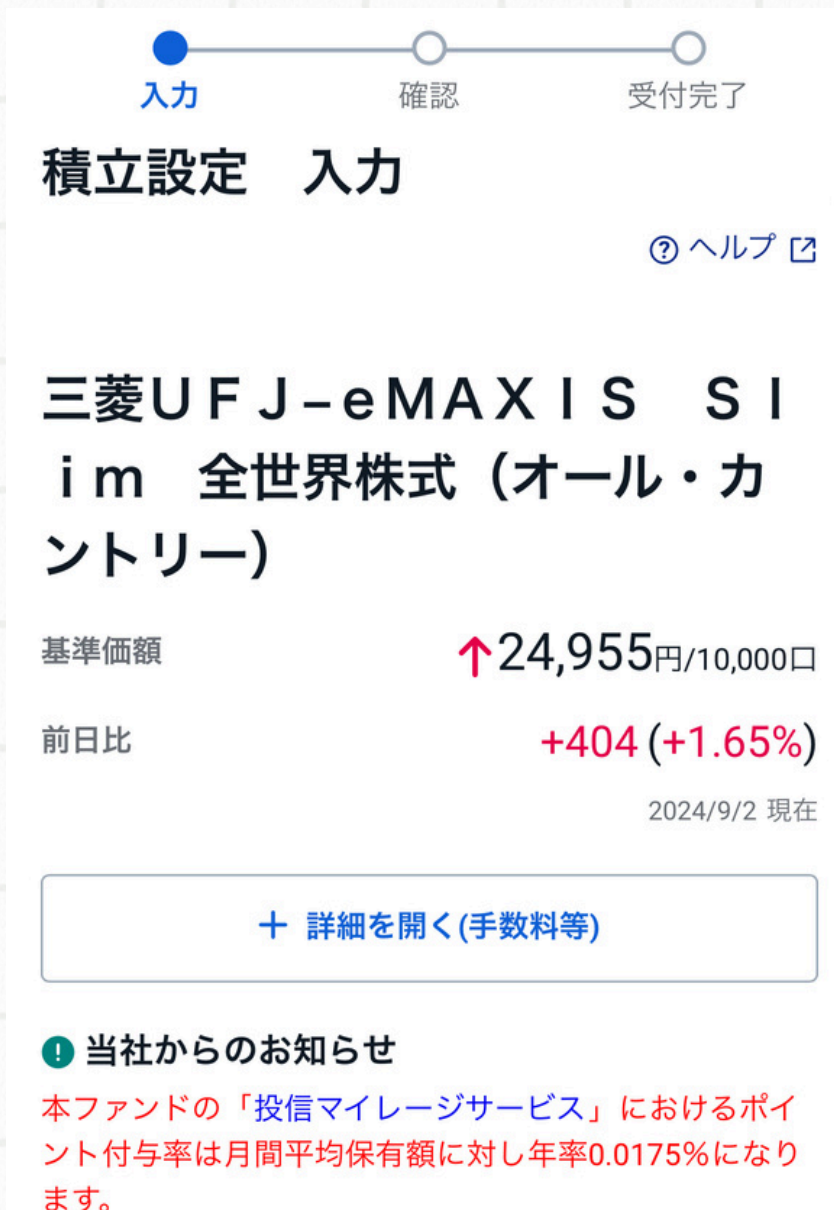 入力 確認 受付完了
積立設定　入力
ヘルプ
三菱ＵＦＪ−ｅＭＡＸＩＳ　Ｓｌ
ｉｍ　全世界株式（オール・カ
ントリー）
基準価額 ↑24,955円/10,000口
前日比 +404 (+1.65%)
2024/9/2 現在
＋ 詳細を開く(手数料等)
当社からのお知らせ
本ファンドの「投信マイレージサービス」におけるポイ
ント付与率は月間平均保有額に対し年率0.0175%になり
ます。